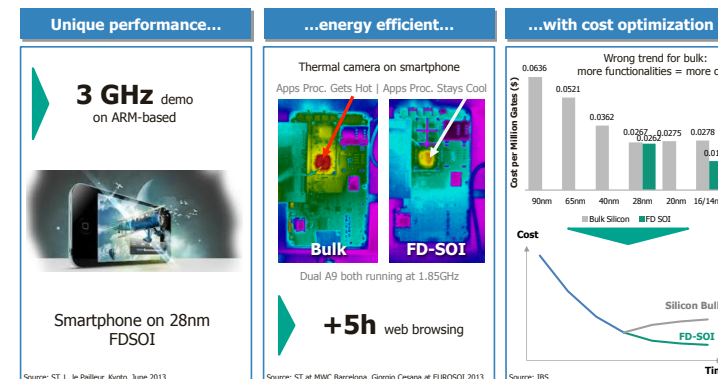 Unique performance…
3 GHz demo
on ARM-based
Smartphone on 28nm
FDSOI
Source: ST, J. le Pailleur, Kyoto, June 2013
…energy efficient…
Thermal camera on smartphone
Apps Proc. Gets Hot | Apps Proc. Stays Cool
Bulk
FD-SOI
Dual A9 both running at 1.85GHz
+5h web browsing
Source: ST at MWC Barcelona, Giorgio Cesana at EUROSOI 2013
…with cost optimization
Wrong trend for bulk:
more functionalities = more
Cost per Million Gates ($)
0.0636
0.0521
0.0362
0.0267
0.0262
0.0275
0.0278
90nm 65nm 40nm 28nm 20nm 16/14nm
Bulk Silicon FD SOI
Cost
Silicon Bulk
FD-SOI
Source: IBS